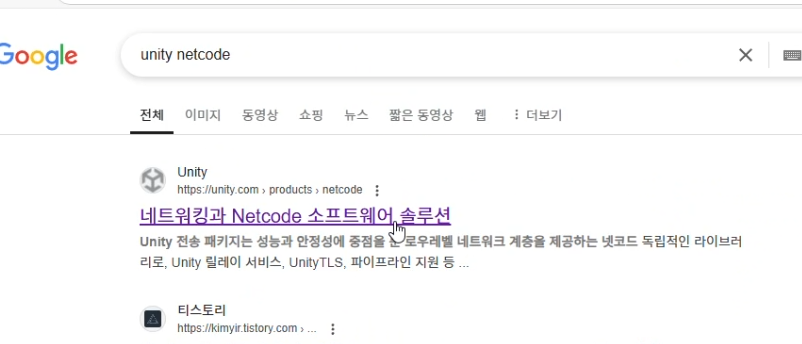 Google
unity netcode
전체 이미지 동영상 쇼핑 뉴스 짧은 동영상 웹 더보기
Unity
https://unity.com › products › netcode
네트워킹과 Netcode 소프트웨어 솔루션
Unity 전송 패키지는 성능과 안정성에 중점을 로우레벨 네트워크 계층을 제공하는 넷코드 독립적인 라이브러
리로, Unity 릴레이 서비스, UnityTLS, 파이프라인 지원 등 ...
티스토리
https://kimyir.tistory.com › ...